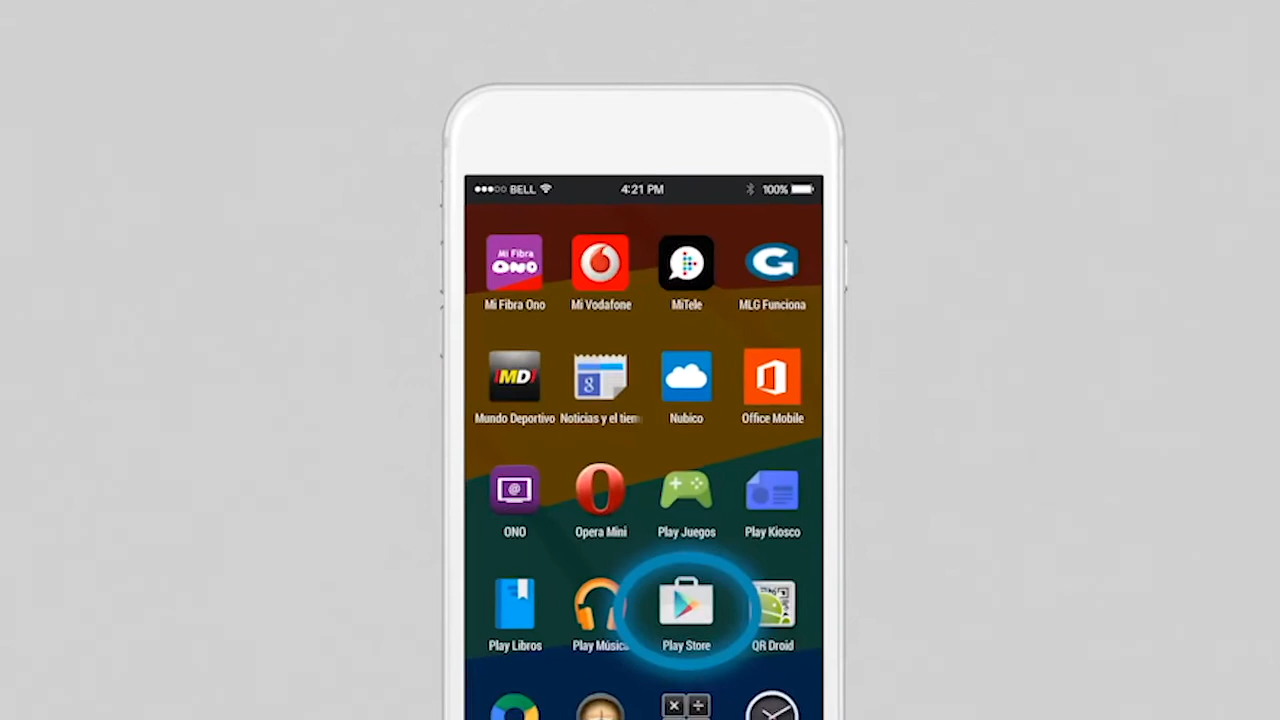 BELL 4:21 PM 100%
Mi Fibra
ONO
Mi Fibra Ono Mi Vodafone MiTele MLG Funciona
G
MD
8
Mundo Deportivo Noticias y el tiem Nubico Office Mobile
@
ONO Opera Mini Play Juegos Play Kiosco
Play Libros Play Música Play Store QR Droid